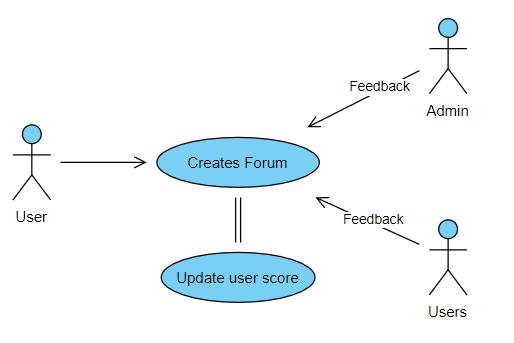 Feedback
Admin
Creates Forum
User
Feedback
Update user score
Users